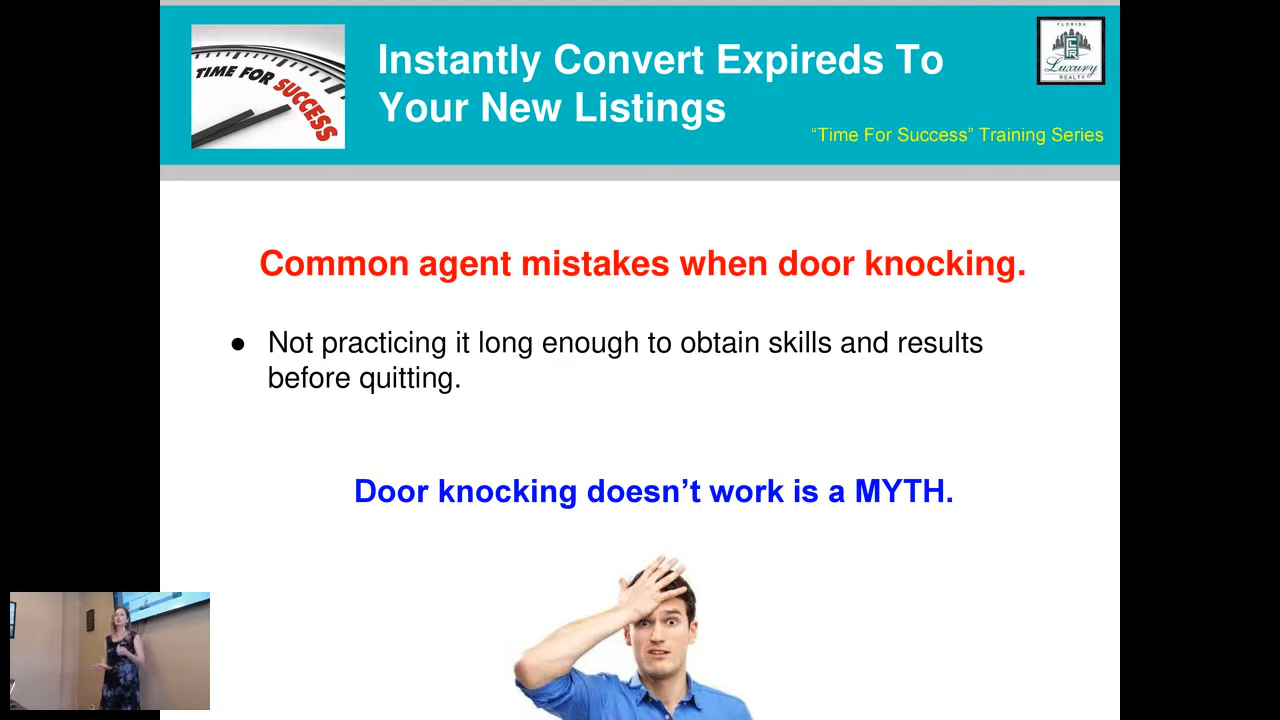 TIME FOR SUCCESS
Instantly Convert Expireds To
Your New Listings
FLORIDA
Luxury
REALTY
“Time For Success” Training Series
Common agent mistakes when door knocking.
● Not practicing it long enough to obtain skills and results
before quitting.
Door knocking doesn’t work is a MYTH.